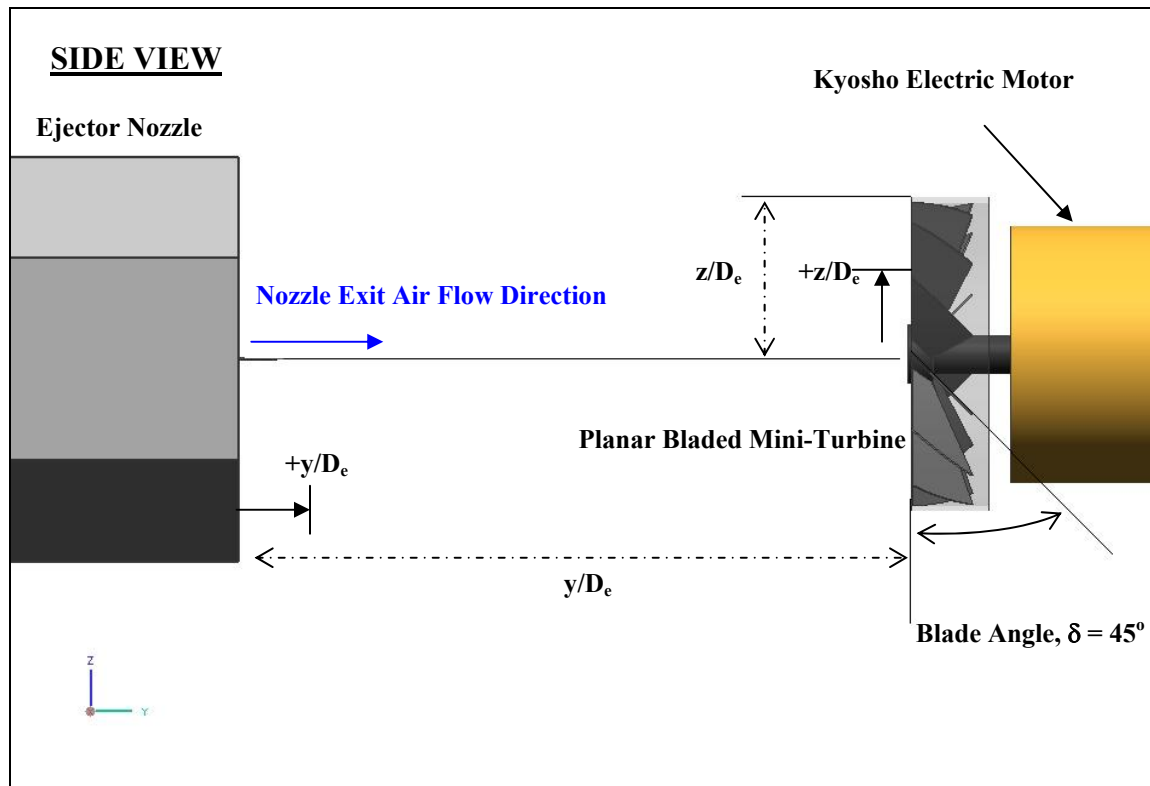 SIDE VIEW
Kyosho Electric Motor
Ejector Nozzle
z/Dₑ
+z/Dₑ
Nozzle Exit Air Flow Direction
Planar Bladed Mini-Turbine
+y/Dₑ
y/Dₑ
Blade Angle, δ = 45°
Z
Y